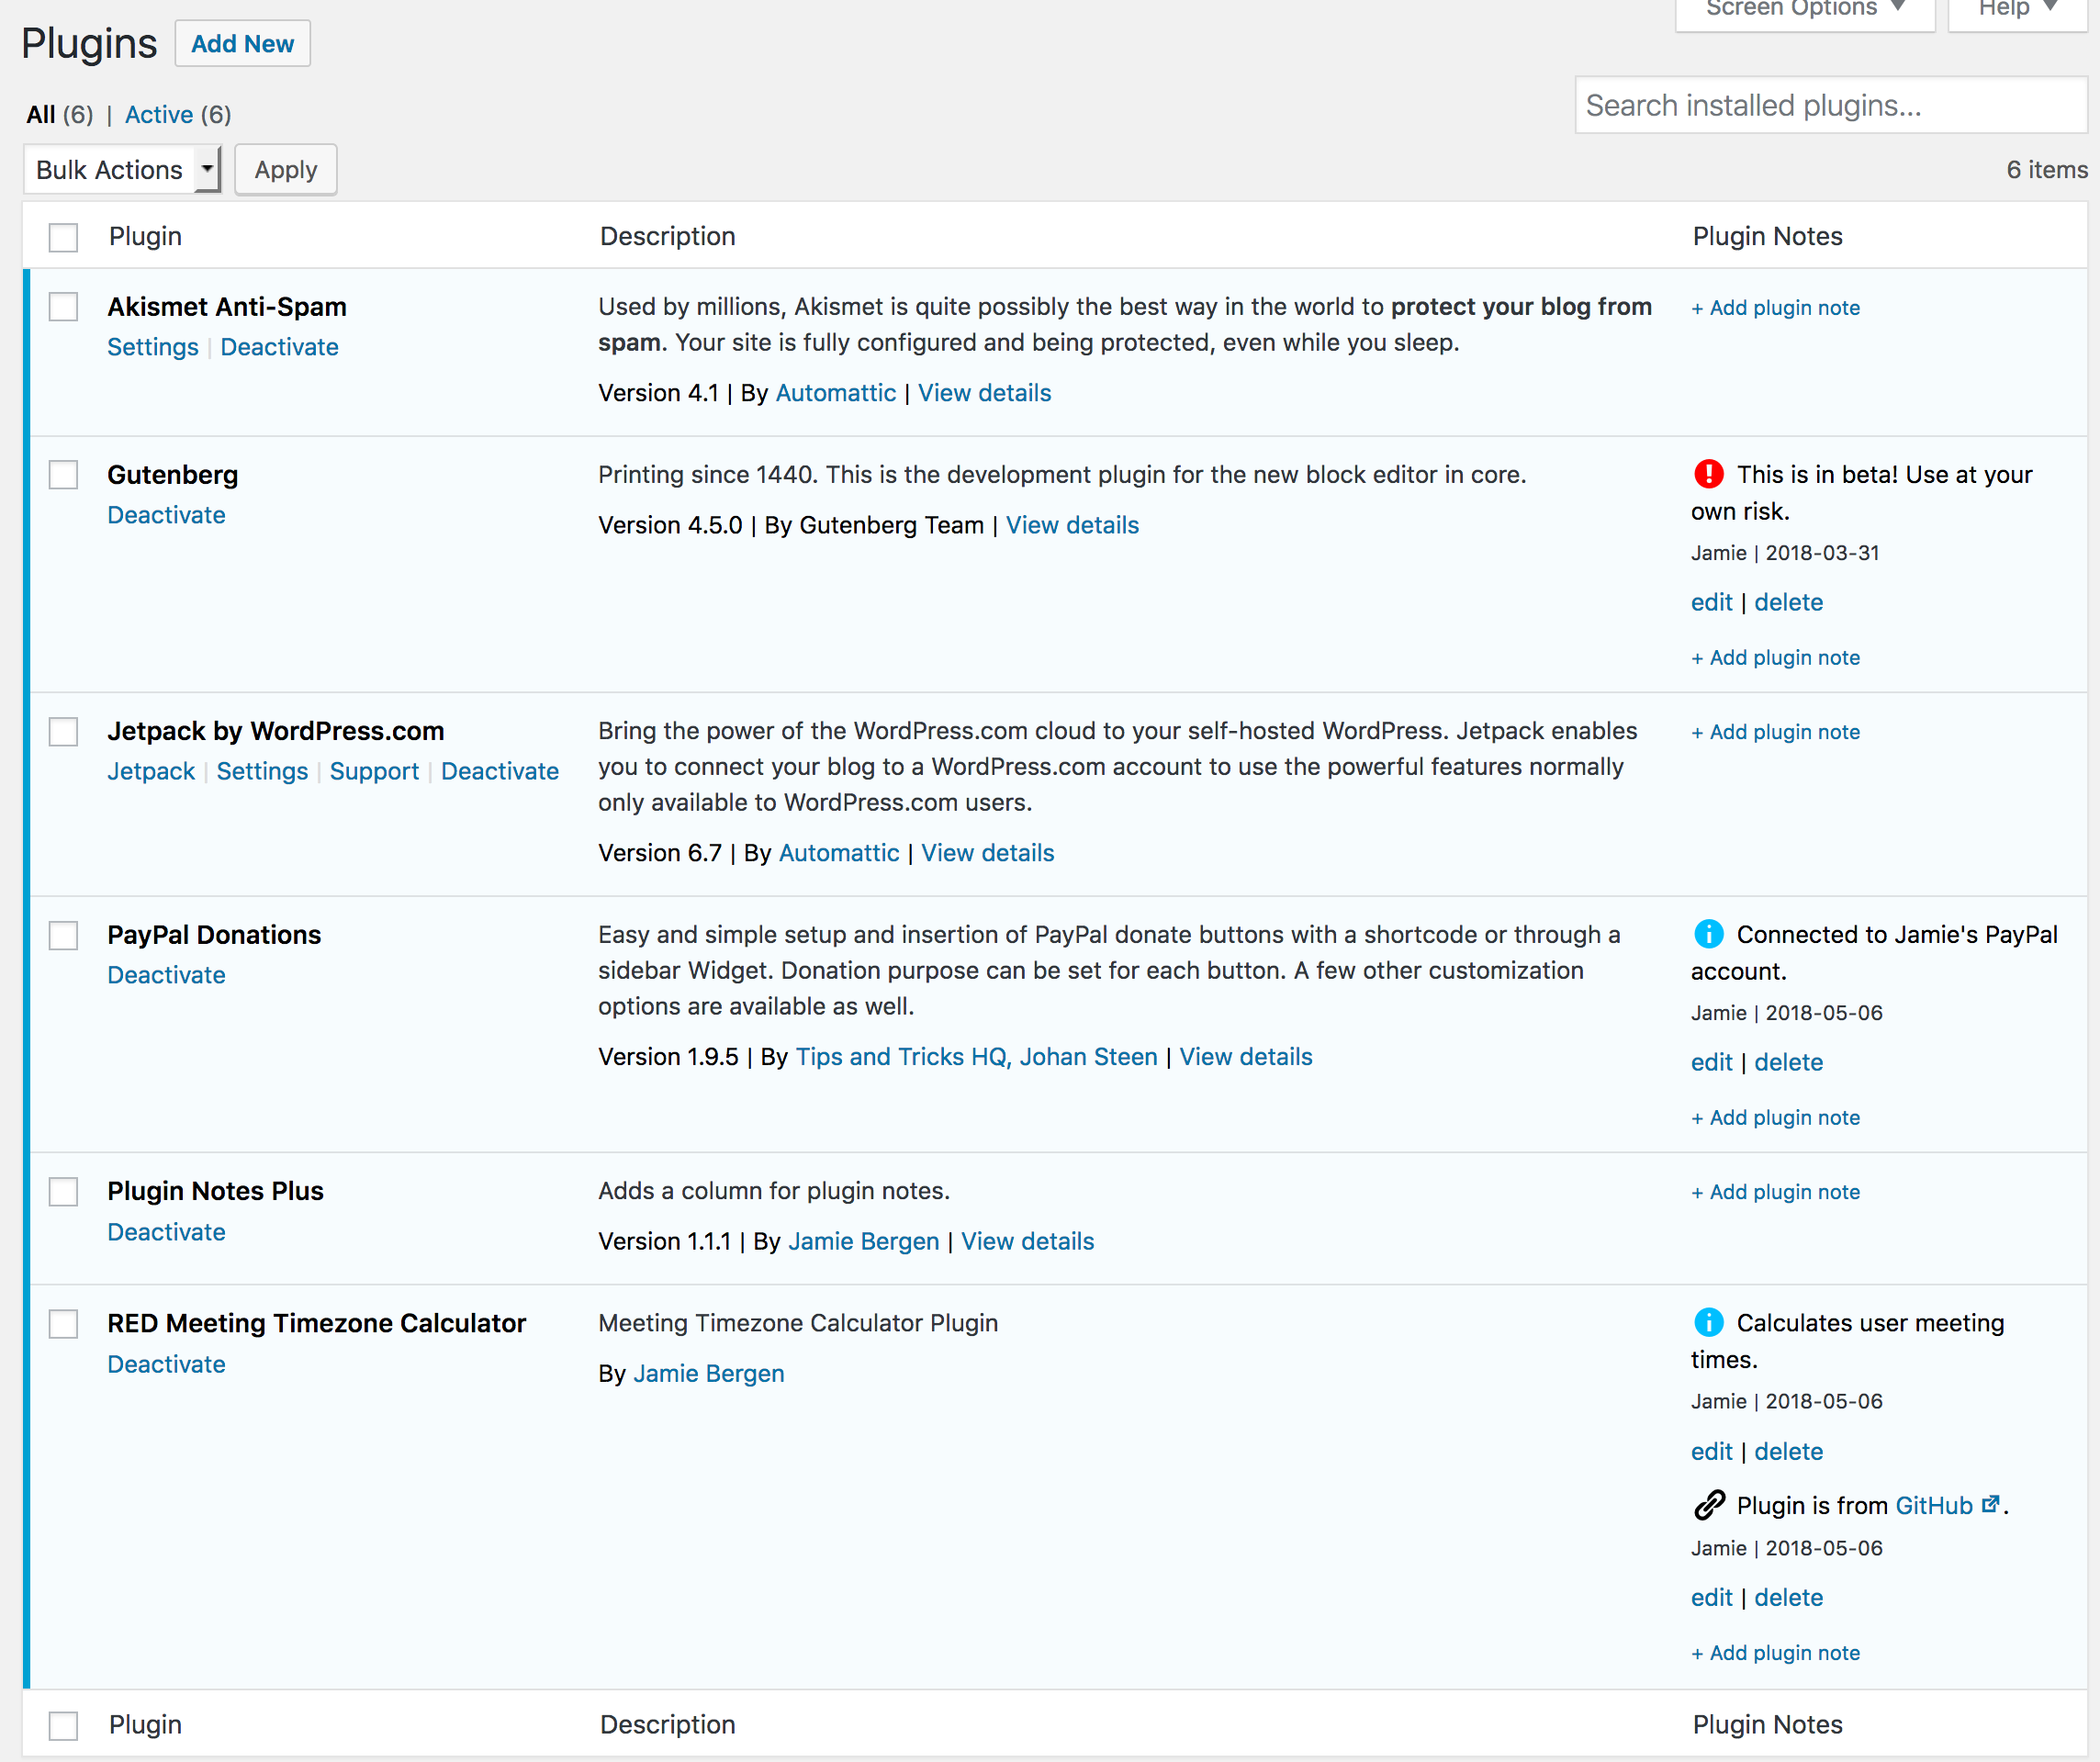 Screen Options ▼ Help ▼
Plugins Add New
All (6) | Active (6)
Search installed plugins...
Bulk Actions Apply
6 items
Plugin Description Plugin Notes
Akismet Anti-Spam
Settings | Deactivate
Used by millions, Akismet is quite possibly the best way in the world to protect your blog from
spam. Your site is fully configured and being protected, even while you sleep.
Version 4.1 | By Automattic | View details
+ Add plugin note
Gutenberg
Deactivate
Printing since 1440. This is the development plugin for the new block editor in core.
Version 4.5.0 | By Gutenberg Team | View details
This is in beta! Use at your
own risk.
Jamie | 2018-03-31
edit | delete
+ Add plugin note
Jetpack by WordPress.com
Jetpack | Settings | Support | Deactivate
Bring the power of the WordPress.com cloud to your self-hosted WordPress. Jetpack enables
you to connect your blog to a WordPress.com account to use the powerful features normally
only available to WordPress.com users.
Version 6.7 | By Automattic | View details
+ Add plugin note
PayPal Donations
Deactivate
Easy and simple setup and insertion of PayPal donate buttons with a shortcode or through a
sidebar Widget. Donation purpose can be set for each button. A few other customization
options are available as well.
Version 1.9.5 | By Tips and Tricks HQ, Johan Steen | View details
Connected to Jamie's PayPal
account.
Jamie | 2018-05-06
edit | delete
+ Add plugin note
Plugin Notes Plus
Deactivate
Adds a column for plugin notes.
Version 1.1.1 | By Jamie Bergen | View details
+ Add plugin note
RED Meeting Timezone Calculator
Deactivate
Meeting Timezone Calculator Plugin
By Jamie Bergen
Calculates user meeting
times.
Jamie | 2018-05-06
edit | delete
Plugin is from GitHub .
Jamie | 2018-05-06
edit | delete
+ Add plugin note
Plugin Description Plugin Notes